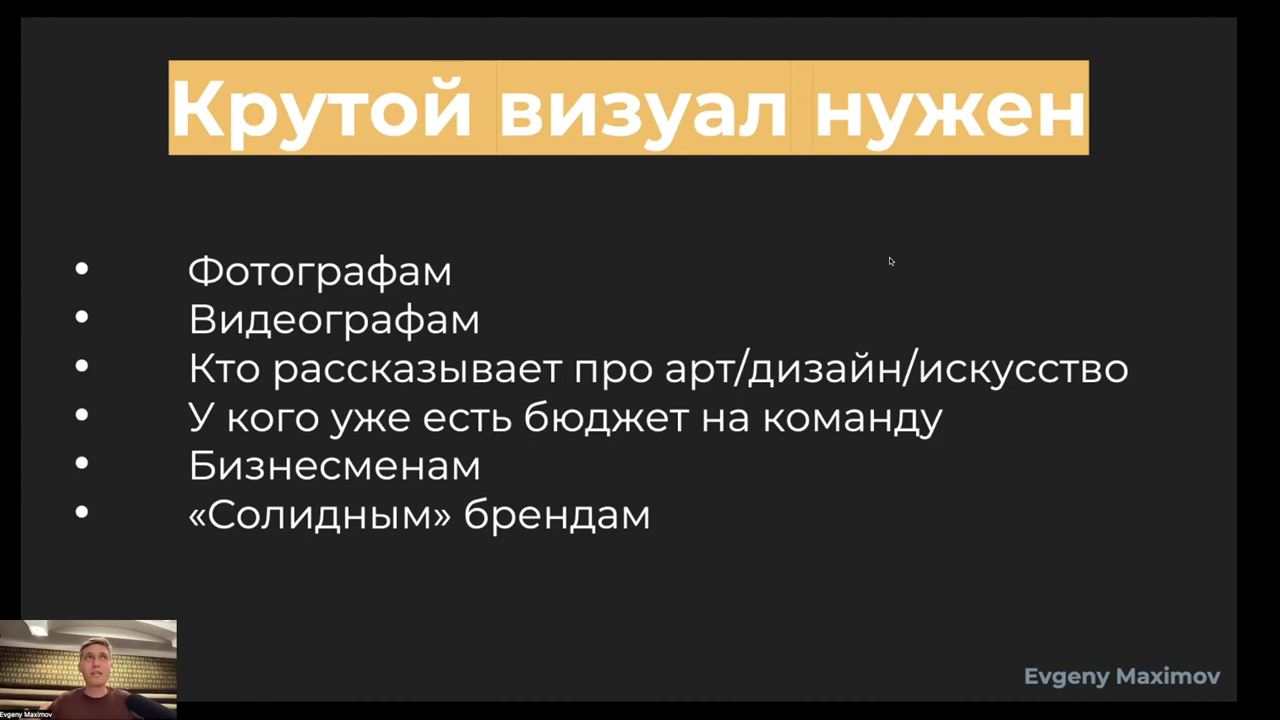 Крутой визуал нужен
• Фотографам
• Видеографам
• Кто рассказывает про арт/дизайн/искусство
• У кого уже есть бюджет на команду
• Бизнесменам
• «Солидным» брендам
Evgeny Maximov
Evgeny Maximov